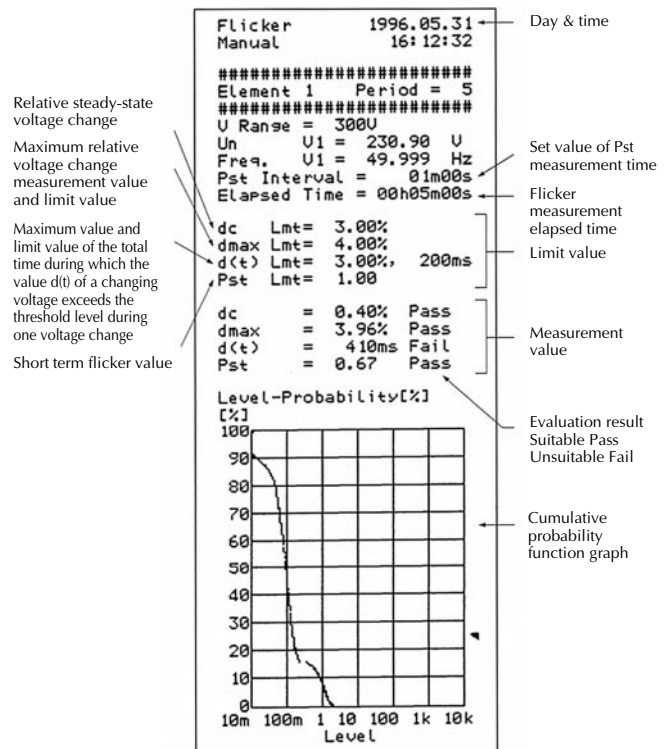 Flicker 1996.05.31
Manual 16:12:32
##########################
Element 1 Period = 5
##########################
V Range = 300V
Un V1 = 230.90 V
Freq. V1 = 49.999 Hz
Pst Interval = 01m00s
Elapsed Time = 00h05m00s
dc Lmt= 3.00%
dmax Lmt= 4.00%
d(t) Lmt= 3.00%, 200ms
Pst Lmt= 1.00
dc = 0.40% Pass
dmax = 3.96% Pass
d(t) = 410ms Fail
Pst = 0.67 Pass
Level-Probability[%]
[%]
100
90
80
70
60
50
40
30
20
10
0
10m 100m 1 10 100 1k 10k
Level
Relative steady-state
voltage change
Maximum relative
voltage change
measurement value
and limit value
Maximum value and
limit value of the total
time during which the
value d(t) of a changing
voltage exceeds the
threshold level during
one voltage change
Short term flicker value
Day & time
Set value of Pst
measurement time
Flicker
measurement
elapsed time
Limit value
Measurement
value
Evaluation result
Suitable Pass
Unsuitable Fail
Cumulative
probability
function graph